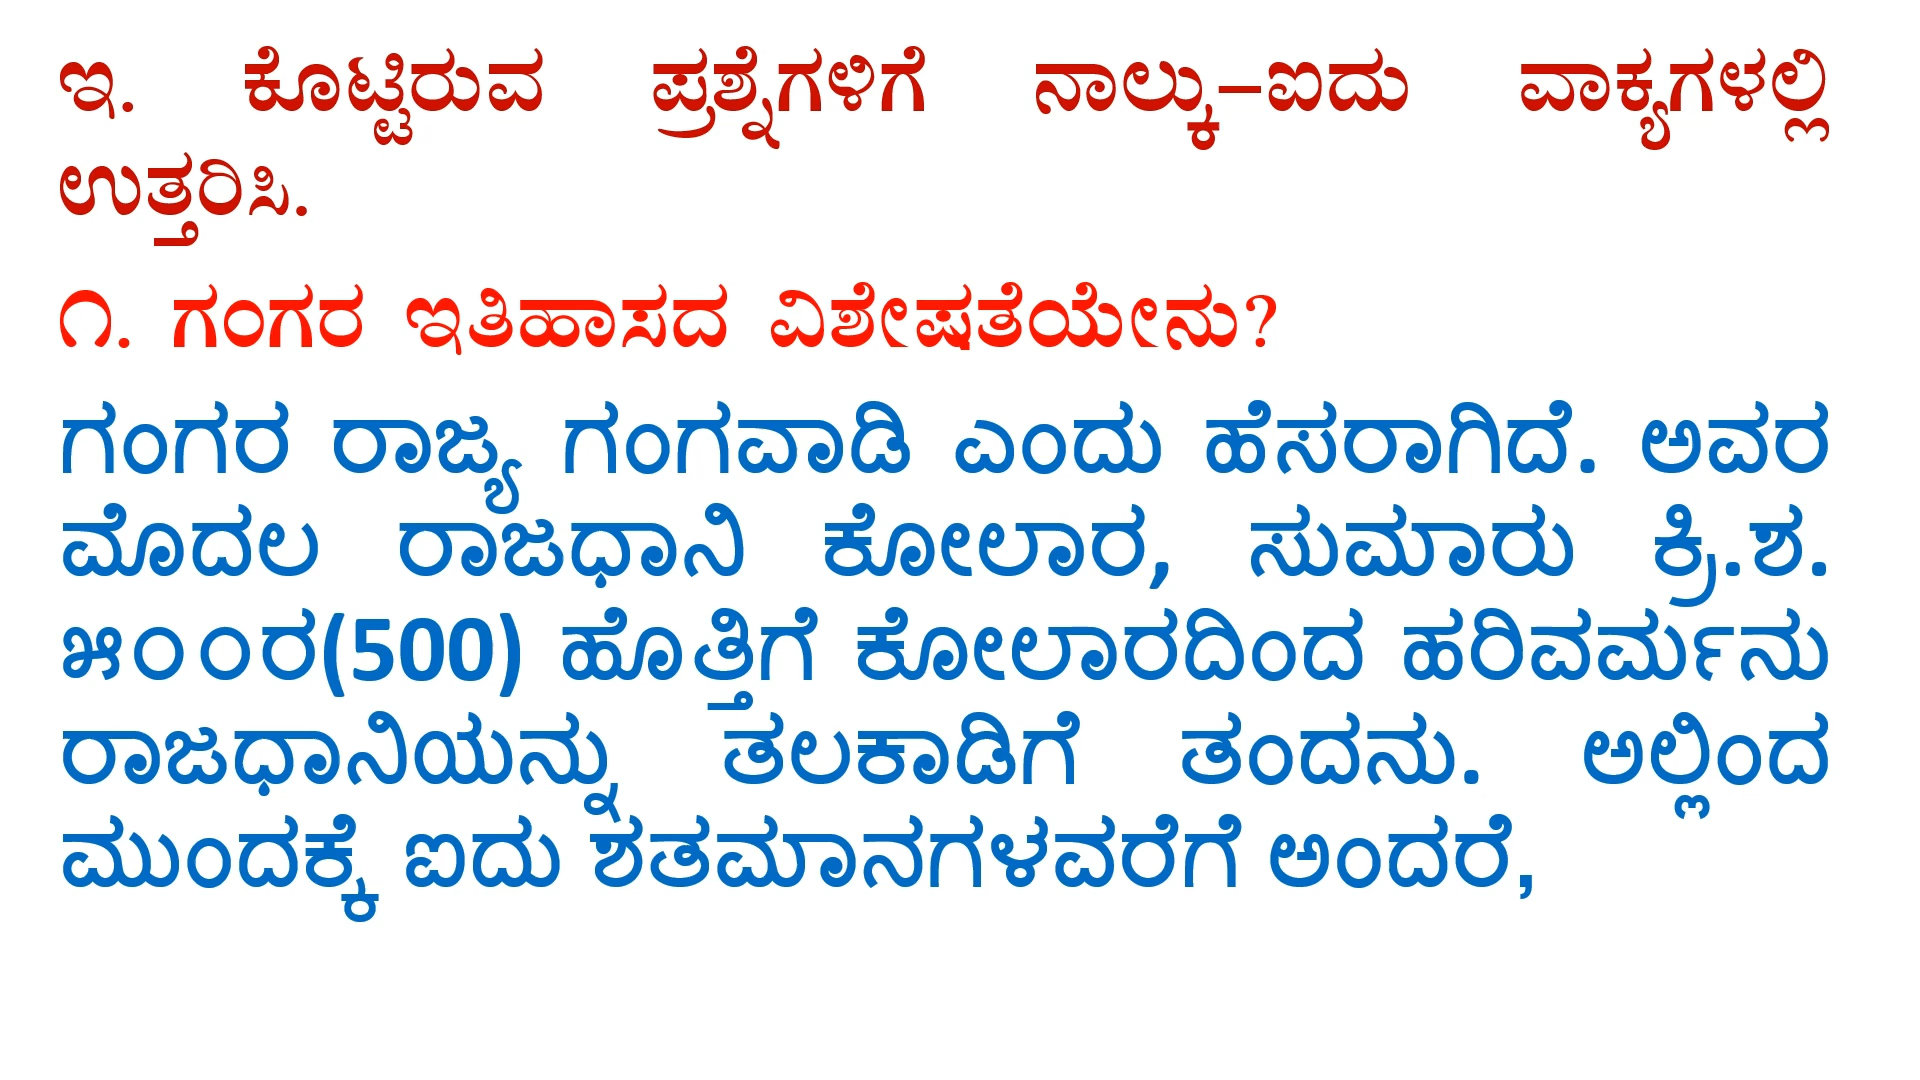 ಇ. ಕೊಟ್ಟಿರುವ ಪ್ರಶ್ನೆಗಳಿಗೆ ನಾಲ್ಕು–ಐದು ವಾಕ್ಯಗಳಲ್ಲಿ
ಉತ್ತರಿಸಿ.
೧. ಗಂಗರ ಇತಿಹಾಸದ ವಿಶೇಷತೆಯೇನು?
ಗಂಗರ ರಾಜ್ಯ ಗಂಗವಾಡಿ ಎಂದು ಹೆಸರಾಗಿದೆ. ಅವರ
ಮೊದಲ ರಾಜಧಾನಿ ಕೋಲಾರ, ಸುಮಾರು ಕ್ರಿ.ಶ.
೫೦೦ರ(500) ಹೊತ್ತಿಗೆ ಕೋಲಾರದಿಂದ ಹರಿವರ್ಮನು
ರಾಜಧಾನಿಯನ್ನು ತಲಕಾಡಿಗೆ ತಂದನು. ಅಲ್ಲಿಂದ
ಮುಂದಕ್ಕೆ ಐದು ಶತಮಾನಗಳವರೆಗೆ ಅಂದರೆ,